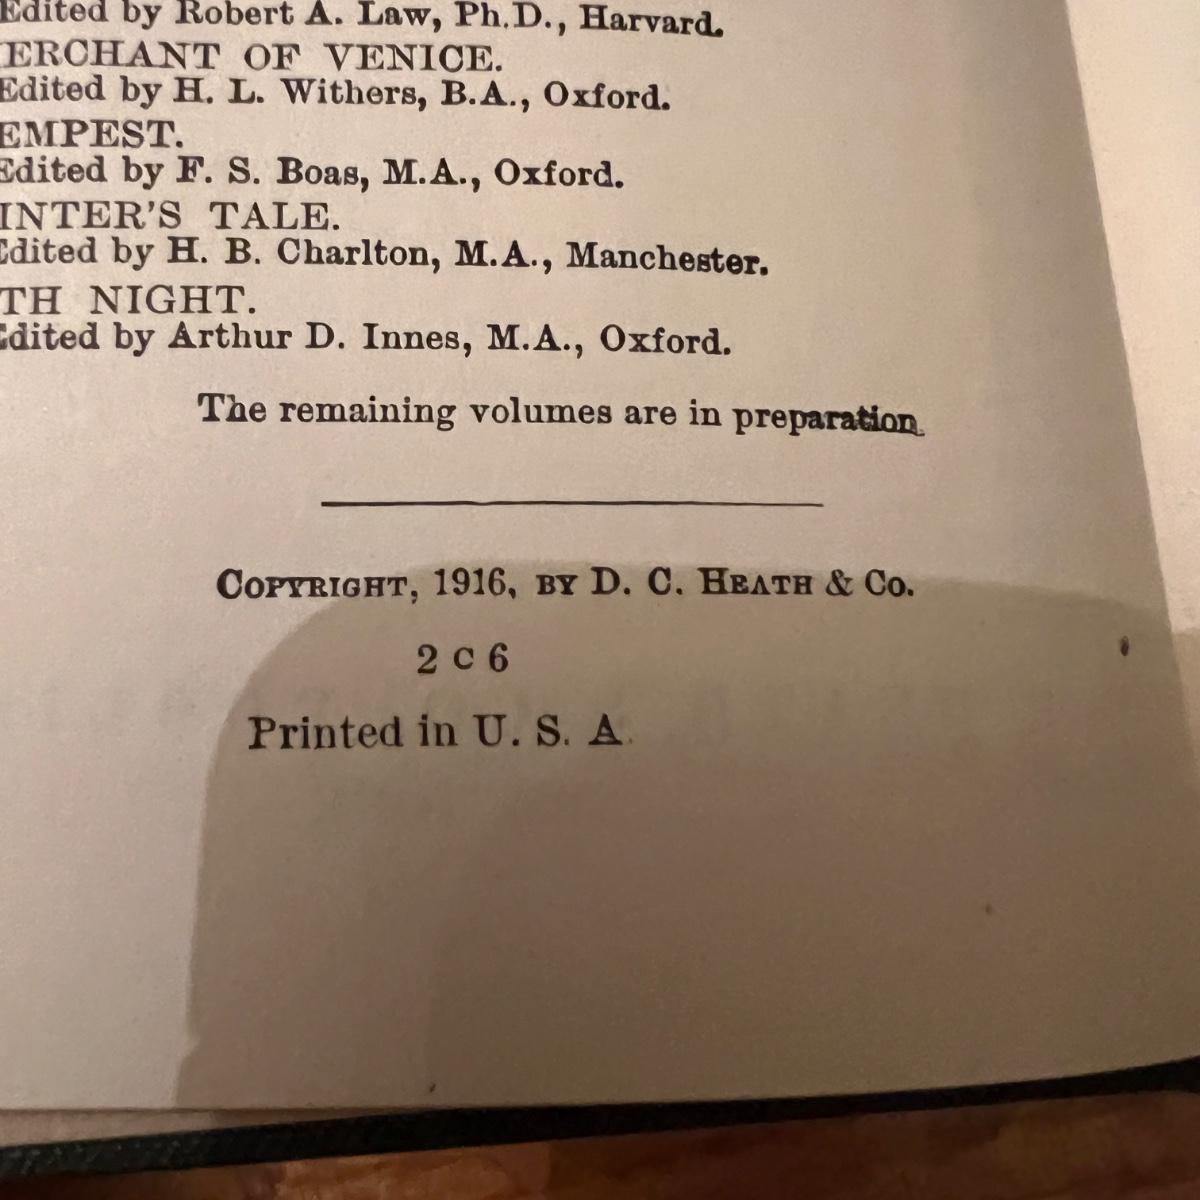 Edited by Robert A. Law, Ph.D., Harvard.
ERCHANT OF VENICE.
Edited by H. L. Withers, B.A., Oxford.
EMPEST.
Edited by F. S. Boas, M.A., Oxford.
INTER'S TALE.
Edited by H. B. Charlton, M.A., Manchester.
TH NIGHT.
Edited by Arthur D. Innes, M.A., Oxford.
The remaining volumes are in preparation.
COPYRIGHT, 1916, BY D. C. HEATH & CO.
2 C 6
Printed in U. S. A.